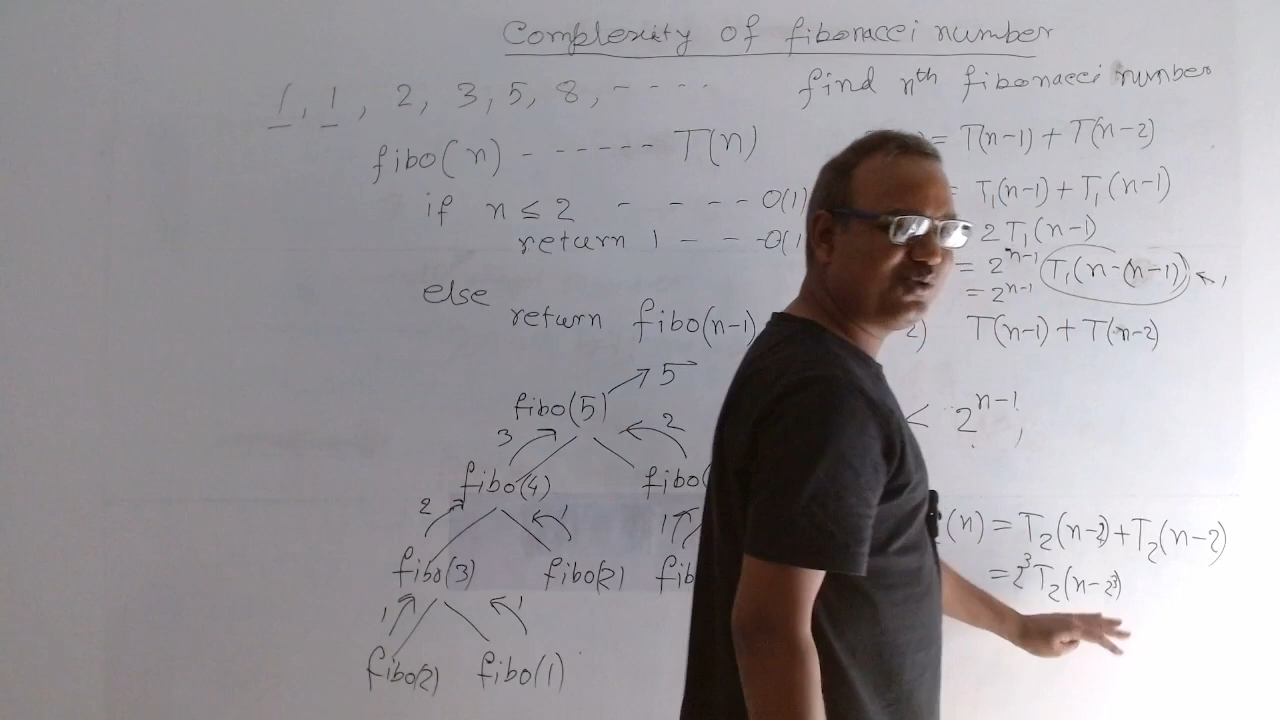 Complexity of fibonacci number
1, 1, 2, 3, 5, 8, - - - -
find nth fibonacci number
fibo(n) - - - - - - T(n)
= T(n-1) + T(n-2)
if n ≤ 2 - - - - O(1)
= T₁(n-1) + T₁(n-1)
return 1 - - - O(1
2 T₁(n-1)
= 2ⁿ⁻¹ T₁(n-(n-1)) ← 1
= 2ⁿ⁻¹
else
return fibo(n-1) 2) T(n-1) + T(n-2)
→ 5
fibo(5)
< 2ⁿ⁻¹
3 2
fibo(4) fibo(
2 1 1
(n) = T₂(n-2) + T₂(n-2)
fibo(3) fibo(2) fib
= 2³ T₂(n-2³)
1 1
fibo(2) fibo(1)